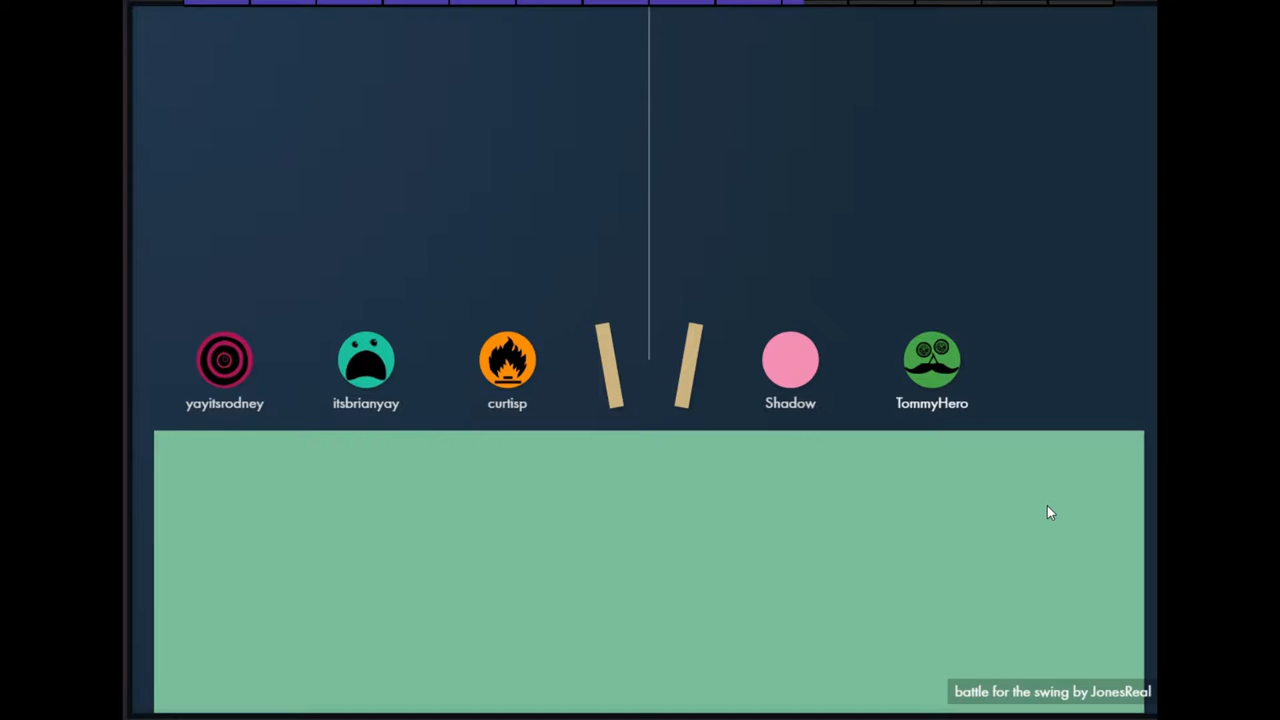 yayitsrodney
itsbrianyay
curtisp
Shadow
TommyHero
battle for the swing by JonesReal